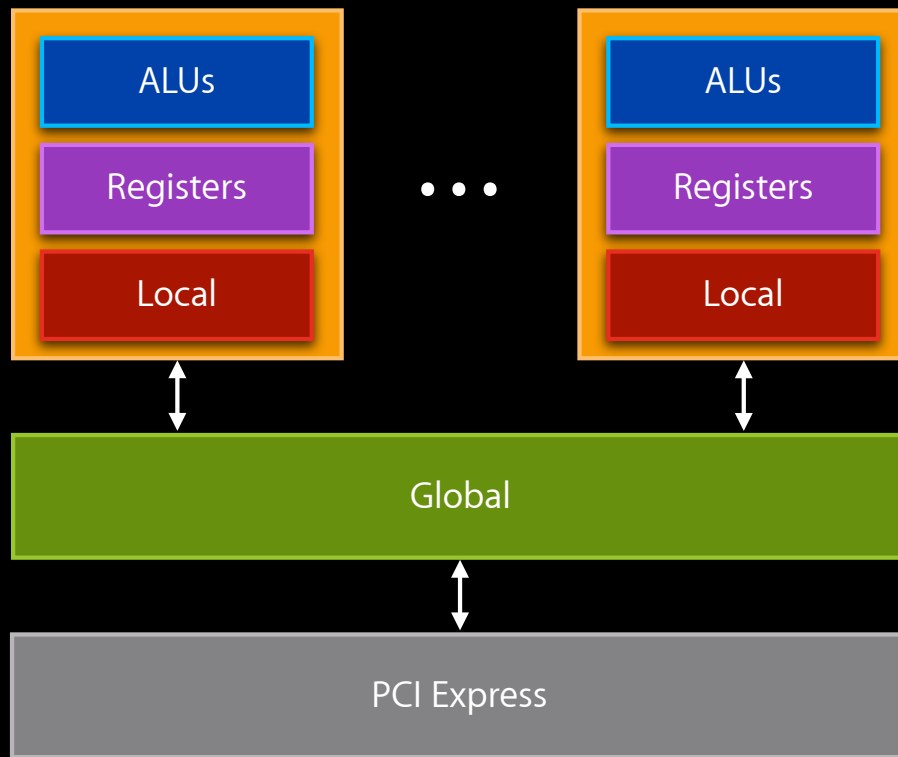 ALUs
Registers
Local
...
ALUs
Registers
Local
Global
PCI Express